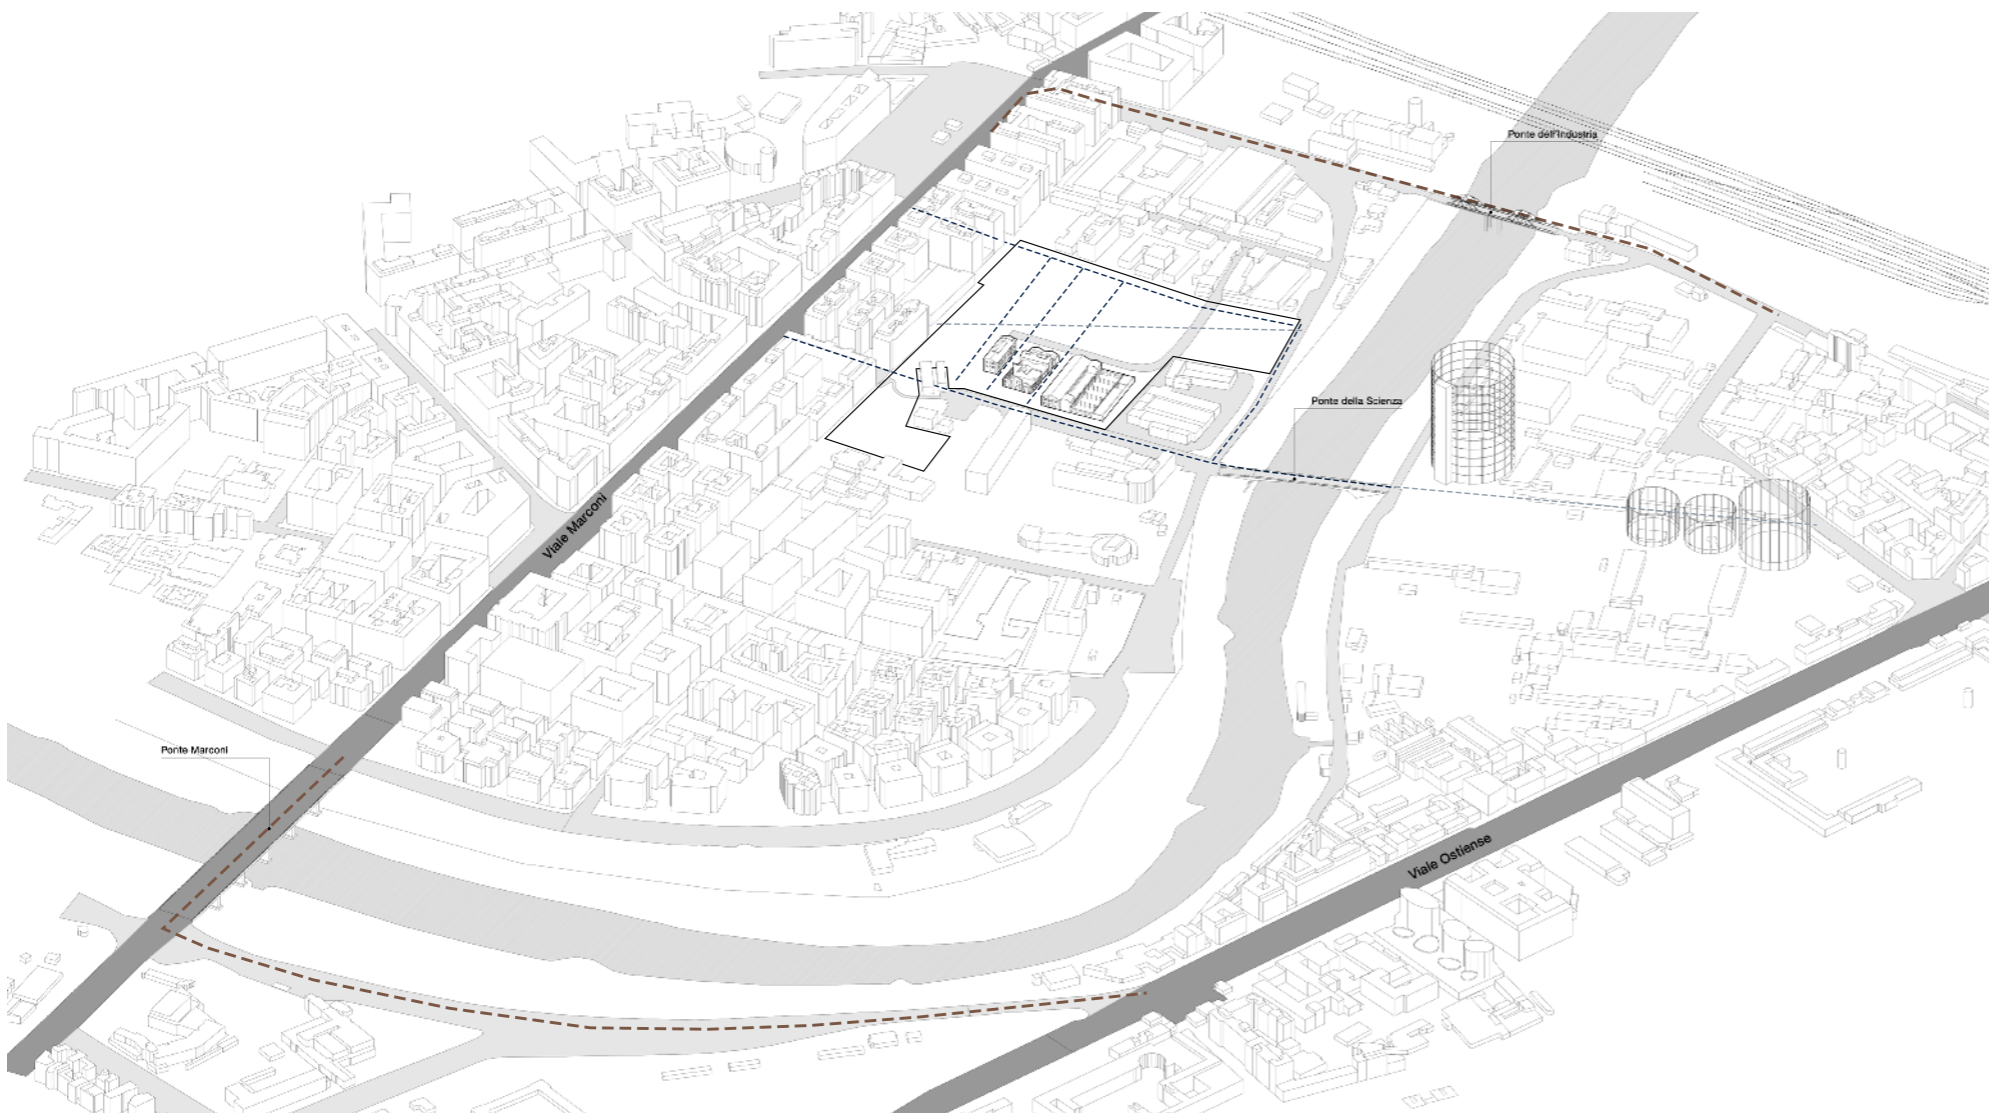 Ponte dell'Industria
Ponte della Scienza
Viale Marconi
Ponte Marconi
Viale Ostiense